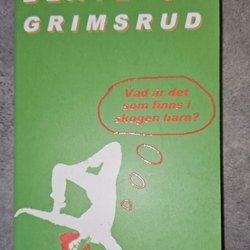 GRIMSRUD
Vad är det
som finns i
skogen barn?